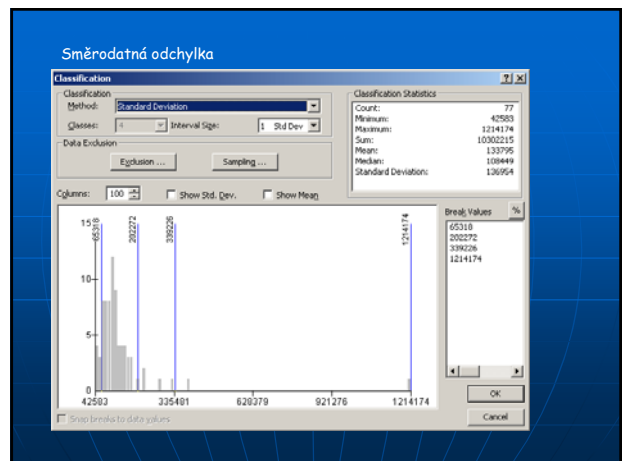 Směrodatná odchylka
Classification
Classification
Method: Standard Deviation
Classes: 4 Interval Size: 1 Std Dev
Data Exclusion
Exclusion ... Sampling ...
Classification Statistics
Count: 77
Minimum: 42583
Maximum: 1214174
Sum: 10302215
Mean: 133795
Median: 108449
Standard Deviation: 136954
Columns: 100 Show Std. Dev. Show Mean
Break Values %
65318
202272
339226
1214174
15
10
5
0
65318
202272
339226
1214174
42583 335481 628379 921276 1214174
OK
Cancel
Snap breaks to data values